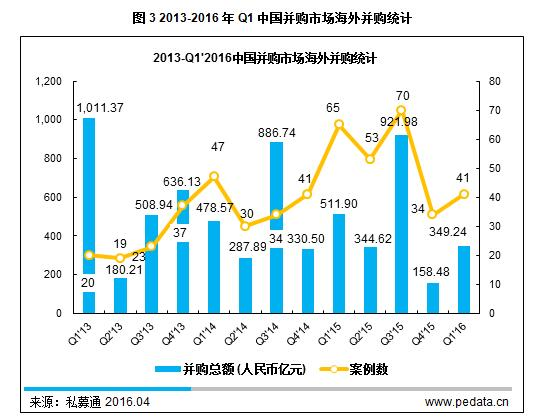 图 3 2013-2016 年 Q1 中国并购市场海外并购统计
2013-Q1'2016中国并购市场海外并购统计
1,200 80
1,000 70
800 60
600 50
400 40
200 30
0 20
10
0
1,011.37 180.21 508.94 636.13 478.57 287.89 886.74 330.50 511.90 344.62 921.98 158.48 349.24
20 19 23 37 47 30 34 41 65 53 70 34 41
Q1'13 Q2'13 Q3'13 Q4'13 Q1'14 Q2'14 Q3'14 Q4'14 Q1'15 Q2'15 Q3'15 Q4'15 Q1'16
并购总额 (人民币亿元) 案例数
来源：私募通 2016.04 www.pedata.cn